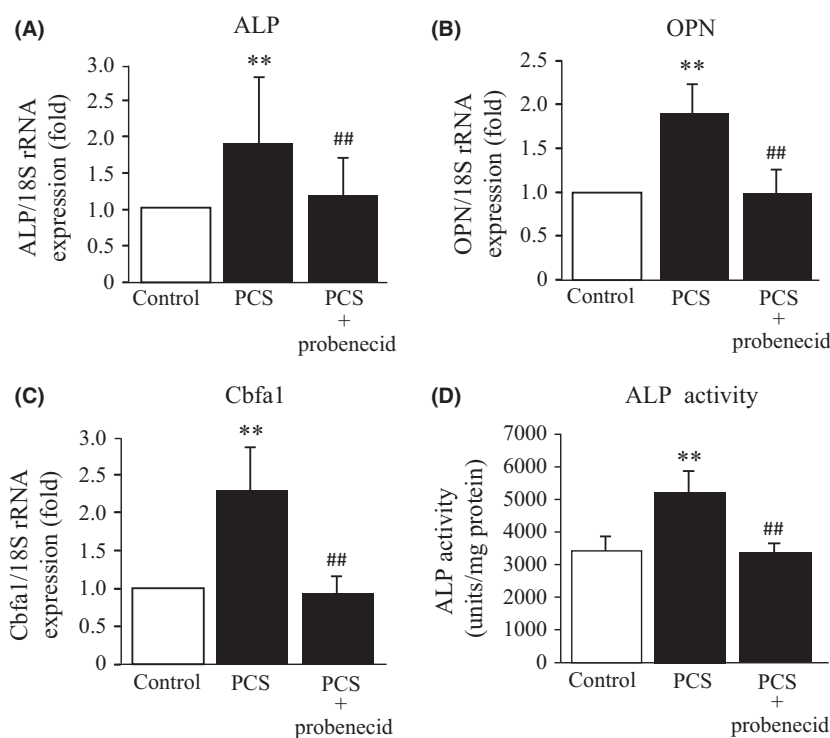 (A)
ALP
ALP/18S rRNA
expression (fold)
3.0
2.5
2.0
1.5
1.0
0.5
0
**
##
Control
PCS
PCS
+
probenecid
(B)
OPN
OPN/18S rRNA
expression (fold)
2.5
2.0
1.5
1.0
0.5
0
**
##
Control
PCS
PCS
+
probenecid
(C)
Cbfa1
Cbfa1/18S rRNA
expression (fold)
3.0
2.5
2.0
1.5
1.0
0.5
0
**
##
Control
PCS
PCS
+
probenecid
(D)
ALP activity
ALP activity
(units/mg protein)
7000
6000
5000
4000
3000
2000
1000
0
**
##
Control
PCS
PCS
+
probenecid